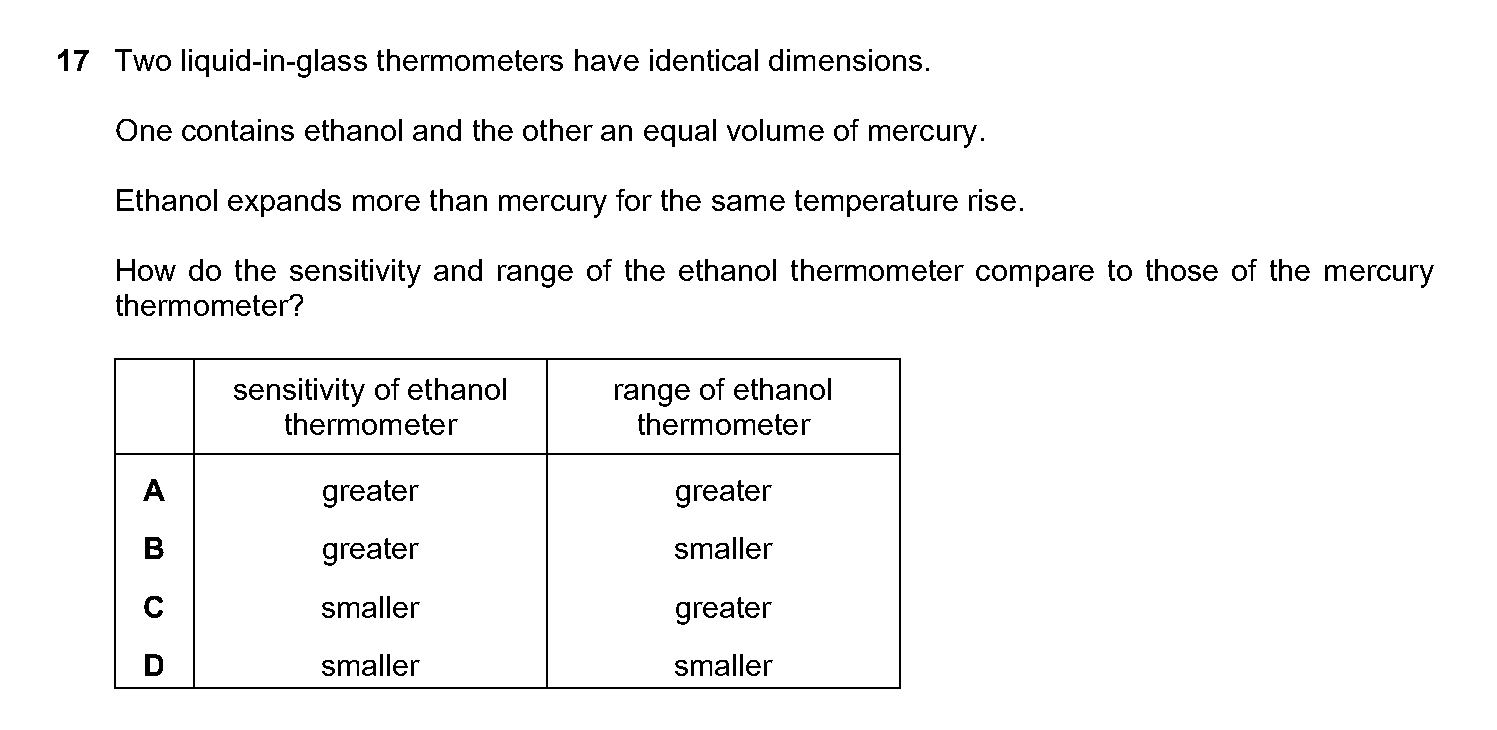 17 Two liquid-in-glass thermometers have identical dimensions.
One contains ethanol and the other an equal volume of mercury.
Ethanol expands more than mercury for the same temperature rise.
How do the sensitivity and range of the ethanol thermometer compare to those of the mercury
thermometer?
sensitivity of ethanol range of ethanol
thermometer thermometer
A greater greater
B greater smaller
C smaller greater
D smaller smaller